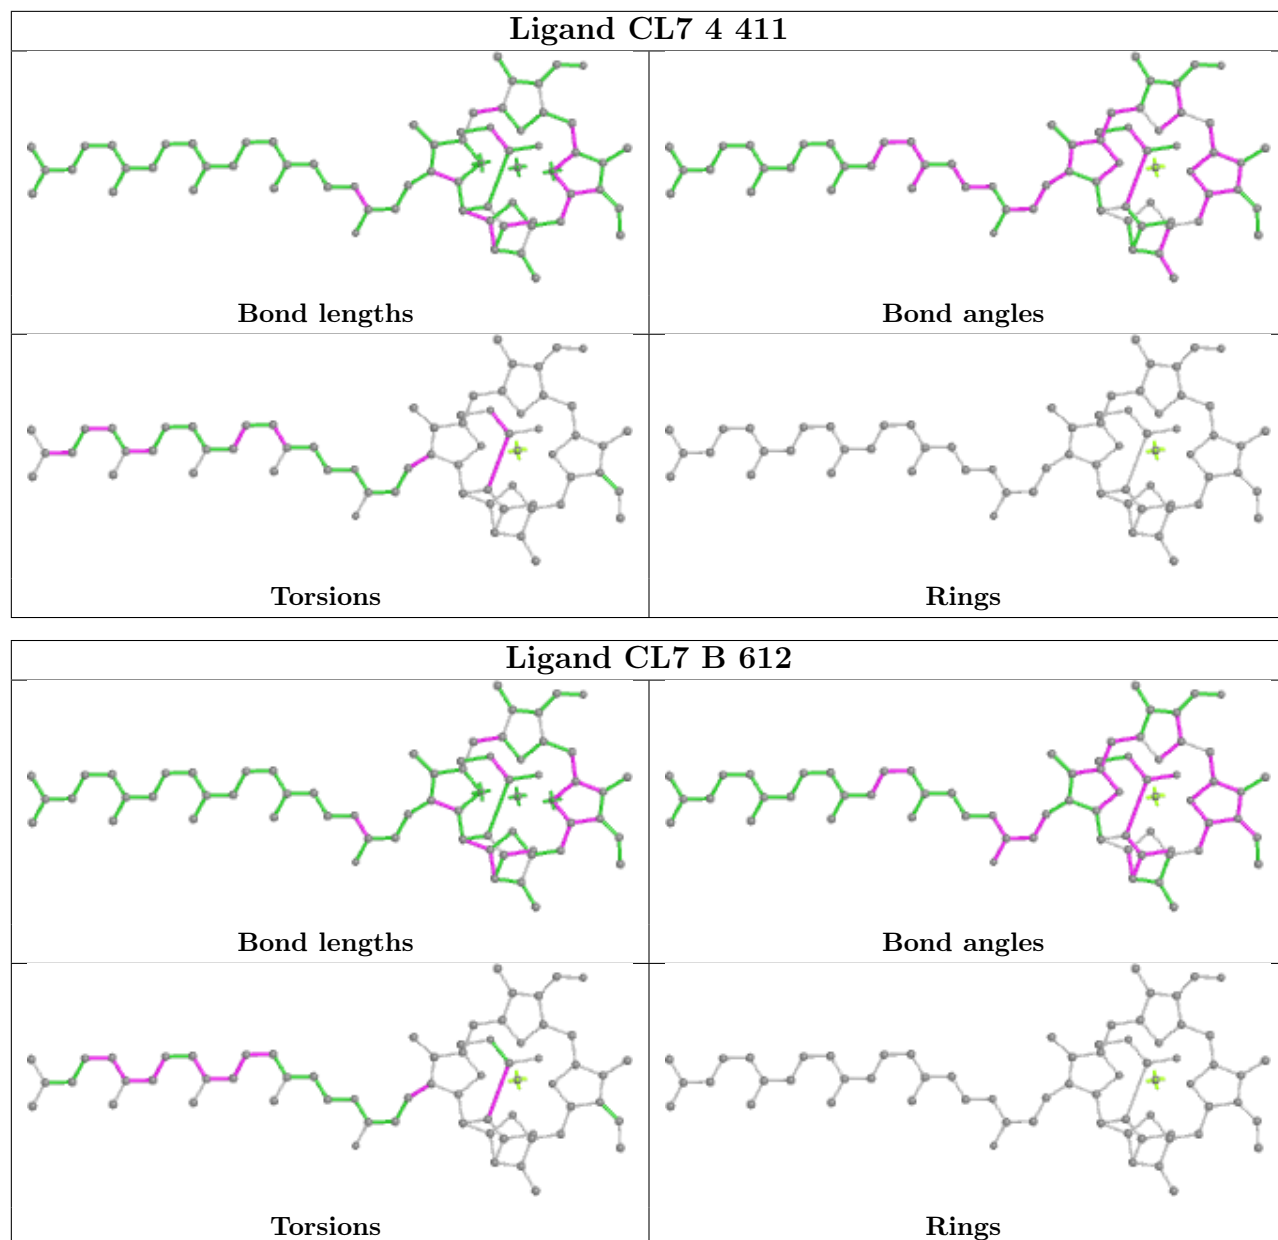 Ligand CL7 4 411
Bond lengths
Bond angles
Torsions
Rings
Ligand CL7 B 612
Bond lengths
Bond angles
Torsions
Rings